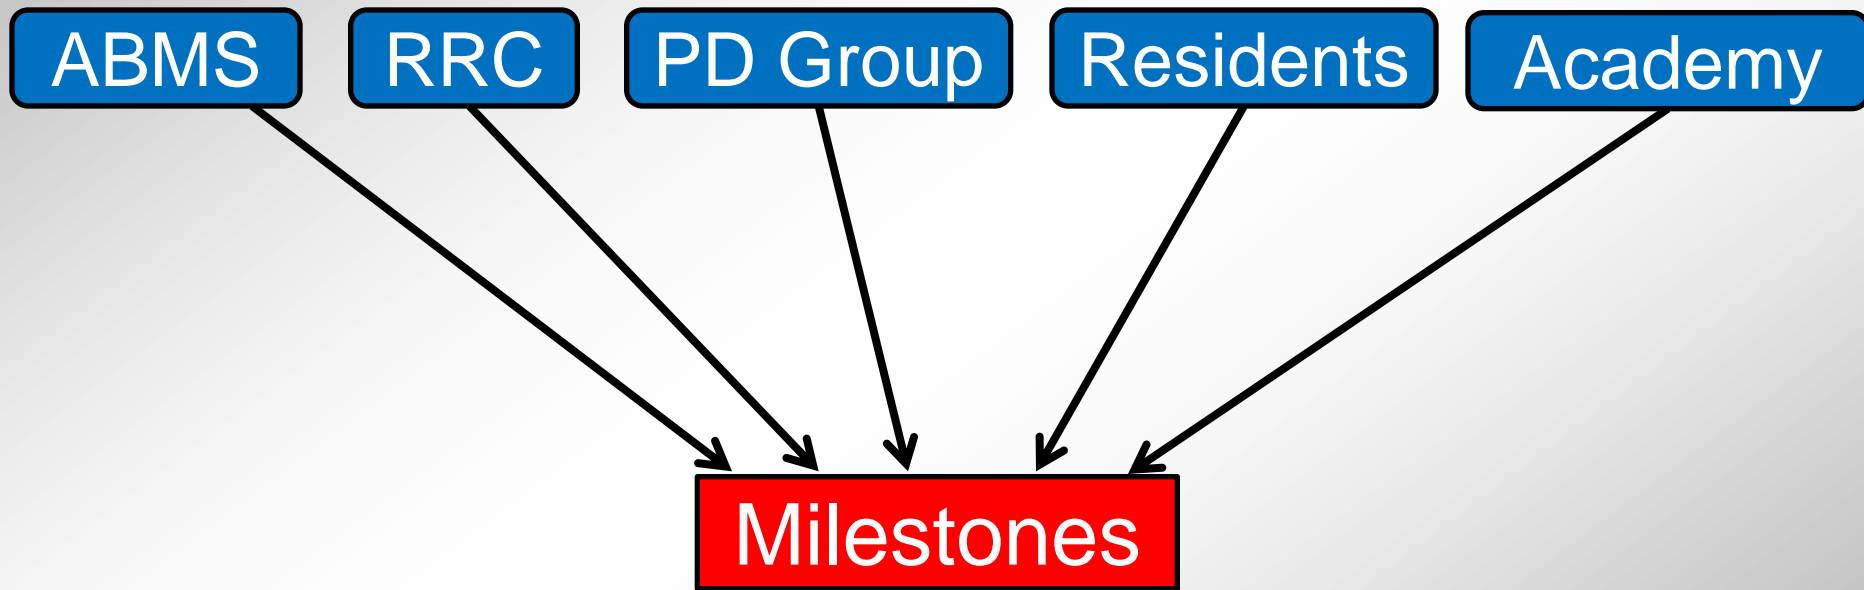 ABMS
RRC
PD Group
Residents
Academy
Milestones